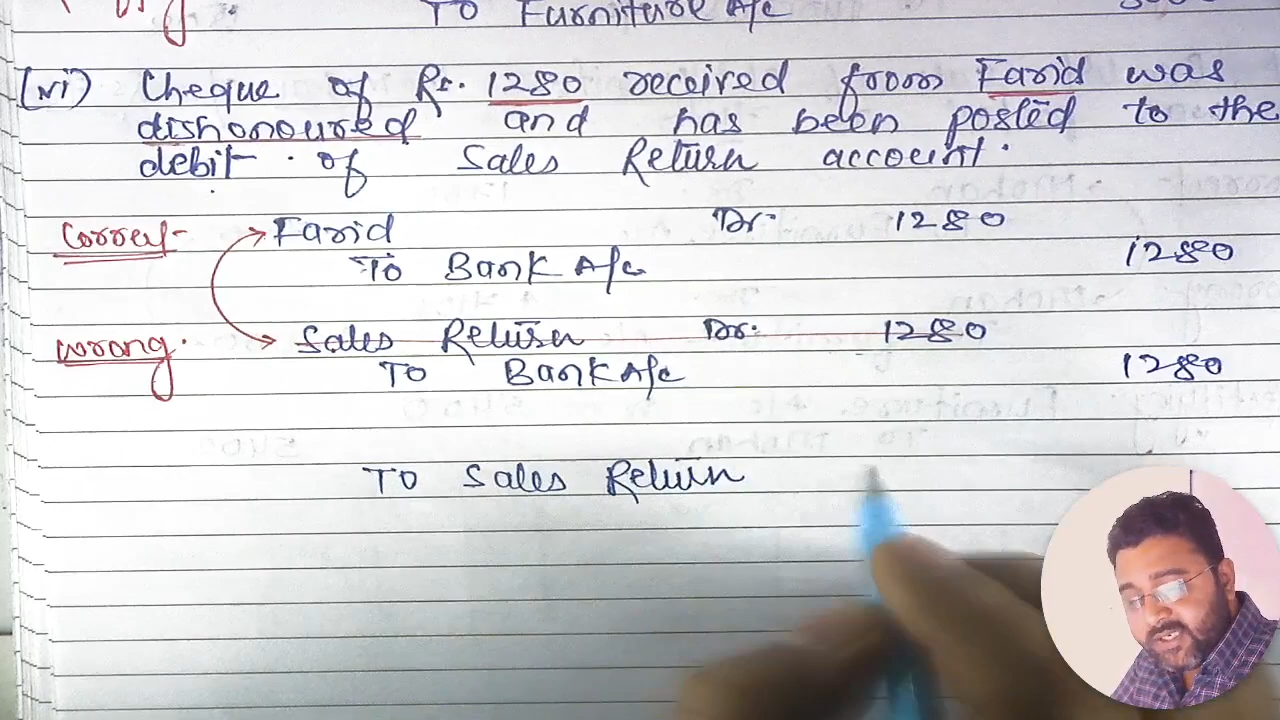 To Furniture A/c
(vi) Cheque of Rs. 1280 received from Farid was
dishonoured and has been posted to the
debit of Sales Return account.
Correct Farid Dr. 1280
To Bank A/c 1280
Wrong. Sales Return Dr. 1280
To Bank A/c 1280
To Sales Return